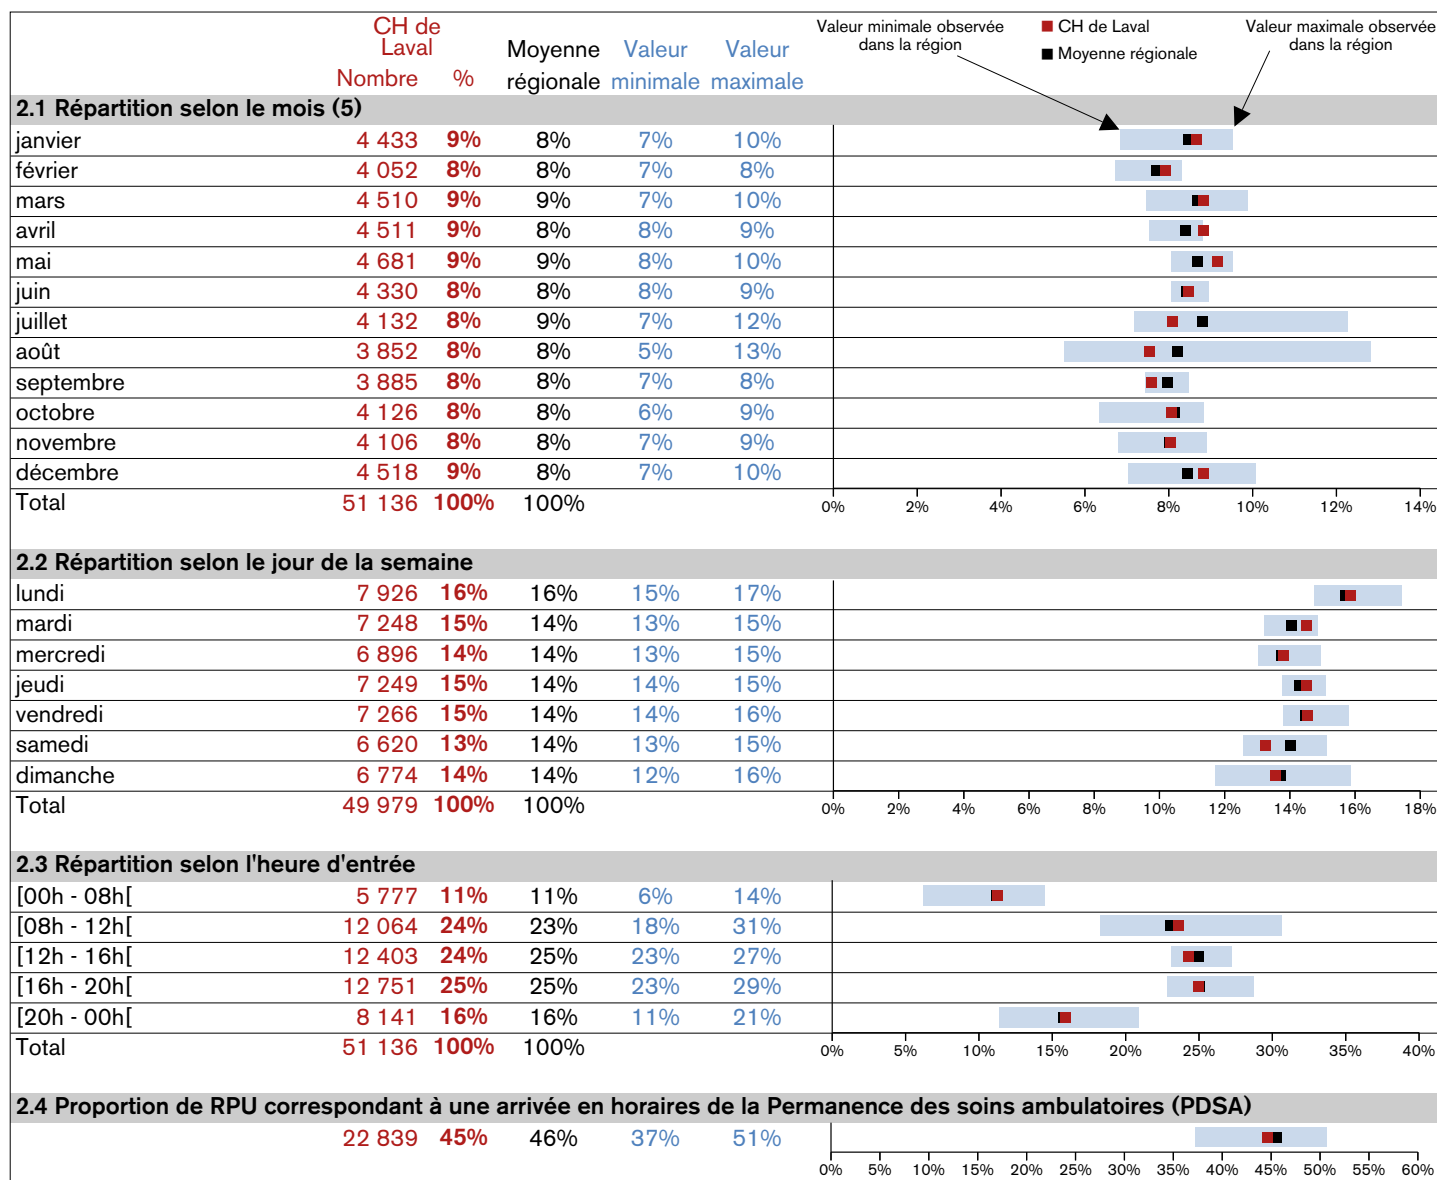 CH de Laval
Moyenne régionale
Valeur minimale
Valeur maximale
Nombre %
Valeur minimale observée dans la région
CH de Laval
Moyenne régionale
Valeur maximale observée dans la région
2.1 Répartition selon le mois (5)
janvier 4 433 9% 8% 7% 10%
février 4 052 8% 8% 7% 8%
mars 4 510 9% 9% 7% 10%
avril 4 511 9% 8% 8% 9%
mai 4 681 9% 9% 8% 10%
juin 4 330 8% 8% 8% 9%
juillet 4 132 8% 9% 7% 12%
août 3 852 8% 8% 5% 13%
septembre 3 885 8% 8% 7% 8%
octobre 4 126 8% 8% 6% 9%
novembre 4 106 8% 8% 7% 9%
décembre 4 518 9% 8% 7% 10%
Total 51 136 100% 100%
0% 2% 4% 6% 8% 10% 12% 14%
2.2 Répartition selon le jour de la semaine
lundi 7 926 16% 16% 15% 17%
mardi 7 248 15% 14% 13% 15%
mercredi 6 896 14% 14% 13% 15%
jeudi 7 249 15% 14% 14% 15%
vendredi 7 266 15% 14% 14% 16%
samedi 6 620 13% 14% 13% 15%
dimanche 6 774 14% 14% 12% 16%
Total 49 979 100% 100%
0% 2% 4% 6% 8% 10% 12% 14% 16% 18%
2.3 Répartition selon l'heure d'entrée
[00h - 08h[ 5 777 11% 11% 6% 14%
[08h - 12h[ 12 064 24% 23% 18% 31%
[12h - 16h[ 12 403 24% 25% 23% 27%
[16h - 20h[ 12 751 25% 25% 23% 29%
[20h - 00h[ 8 141 16% 16% 11% 21%
Total 51 136 100% 100%
0% 5% 10% 15% 20% 25% 30% 35% 40%
2.4 Proportion de RPU correspondant à une arrivée en horaires de la Permanence des soins ambulatoires (PDSA)
22 839 45% 46% 37% 51%
0% 5% 10% 15% 20% 25% 30% 35% 40% 45% 50% 55% 60%